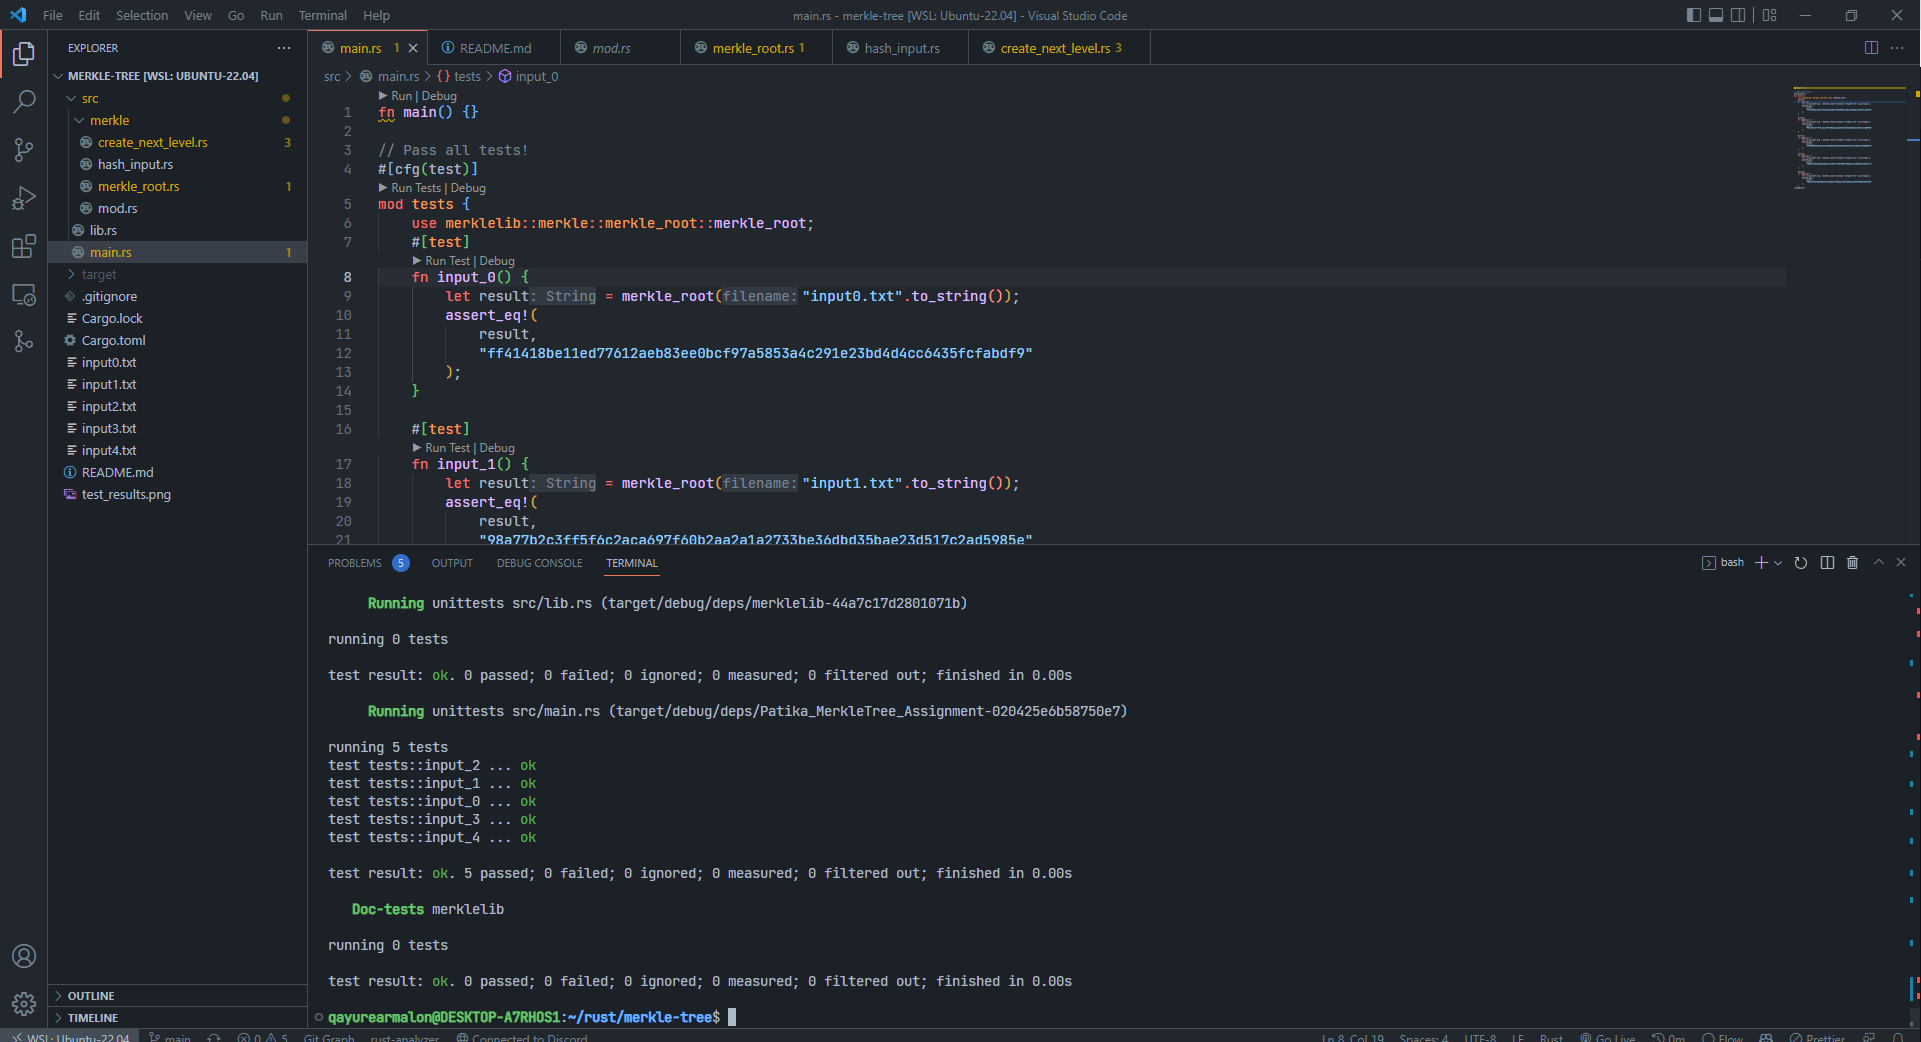 File Edit Selection View Go Run Terminal Help
main.rs - merkle-tree [WSL: Ubuntu-22.04] - Visual Studio Code
EXPLORER
MERKLE-TREE [WSL: UBUNTU-22.04]
src
merkle
create_next_level.rs 3
hash_input.rs
merkle_root.rs 1
mod.rs
lib.rs
main.rs 1
target
.gitignore
Cargo.lock
Cargo.toml
input0.txt
input1.txt
input2.txt
input3.txt
input4.txt
README.md
test_results.png
OUTLINE
TIMELINE
main.rs 1 README.md mod.rs merkle_root.rs 1 hash_input.rs create_next_level.rs 3
src > main.rs > {} tests > input_0
Run | Debug
1 fn main() {}
2
3 // Pass all tests!
4 #[cfg(test)]
Run Tests | Debug
5 mod tests {
6 use merklelib::merkle::merkle_root::merkle_root;
7 #[test]
Run Test | Debug
8 fn input_0() {
9 let result: String = merkle_root(filename: "input0.txt".to_string());
10 assert_eq!(
11 result,
12 "ff41418be11ed77612aeb83ee0bcf97a5853a4c291e23bd4d4cc6435fcfabdf9"
13 );
14 }
15
16 #[test]
Run Test | Debug
17 fn input_1() {
18 let result: String = merkle_root(filename: "input1.txt".to_string());
19 assert_eq!(
20 result,
21 "98a77b2c3ff5f6c2aca697f60b2aa2a1a2733be36dbd35bae23d517c2ad5985e"
PROBLEMS 5 OUTPUT DEBUG CONSOLE TERMINAL
bash
Running unittests src/lib.rs (target/debug/deps/merklelib-44a7c17d2801071b)
running 0 tests
test result: ok. 0 passed; 0 failed; 0 ignored; 0 measured; 0 filtered out; finished in 0.00s
Running unittests src/main.rs (target/debug/deps/Patika_MerkleTree_Assignment-020425e6b58750e7)
running 5 tests
test tests::input_2 ... ok
test tests::input_1 ... ok
test tests::input_0 ... ok
test tests::input_3 ... ok
test tests::input_4 ... ok
test result: ok. 5 passed; 0 failed; 0 ignored; 0 measured; 0 filtered out; finished in 0.00s
Doc-tests merklelib
running 0 tests
test result: ok. 0 passed; 0 failed; 0 ignored; 0 measured; 0 filtered out; finished in 0.00s
qayurearmalon@DESKTOP-A7RHOS1:~/rust/merkle-tree$
WSL: Ubuntu-22.04 main 0 5 Git Graph rust-analyzer Connected to Discord Ln 8, Col 19 Spaces: 4 UTF-8 LF Rust Go Live 0m Flow Prettier